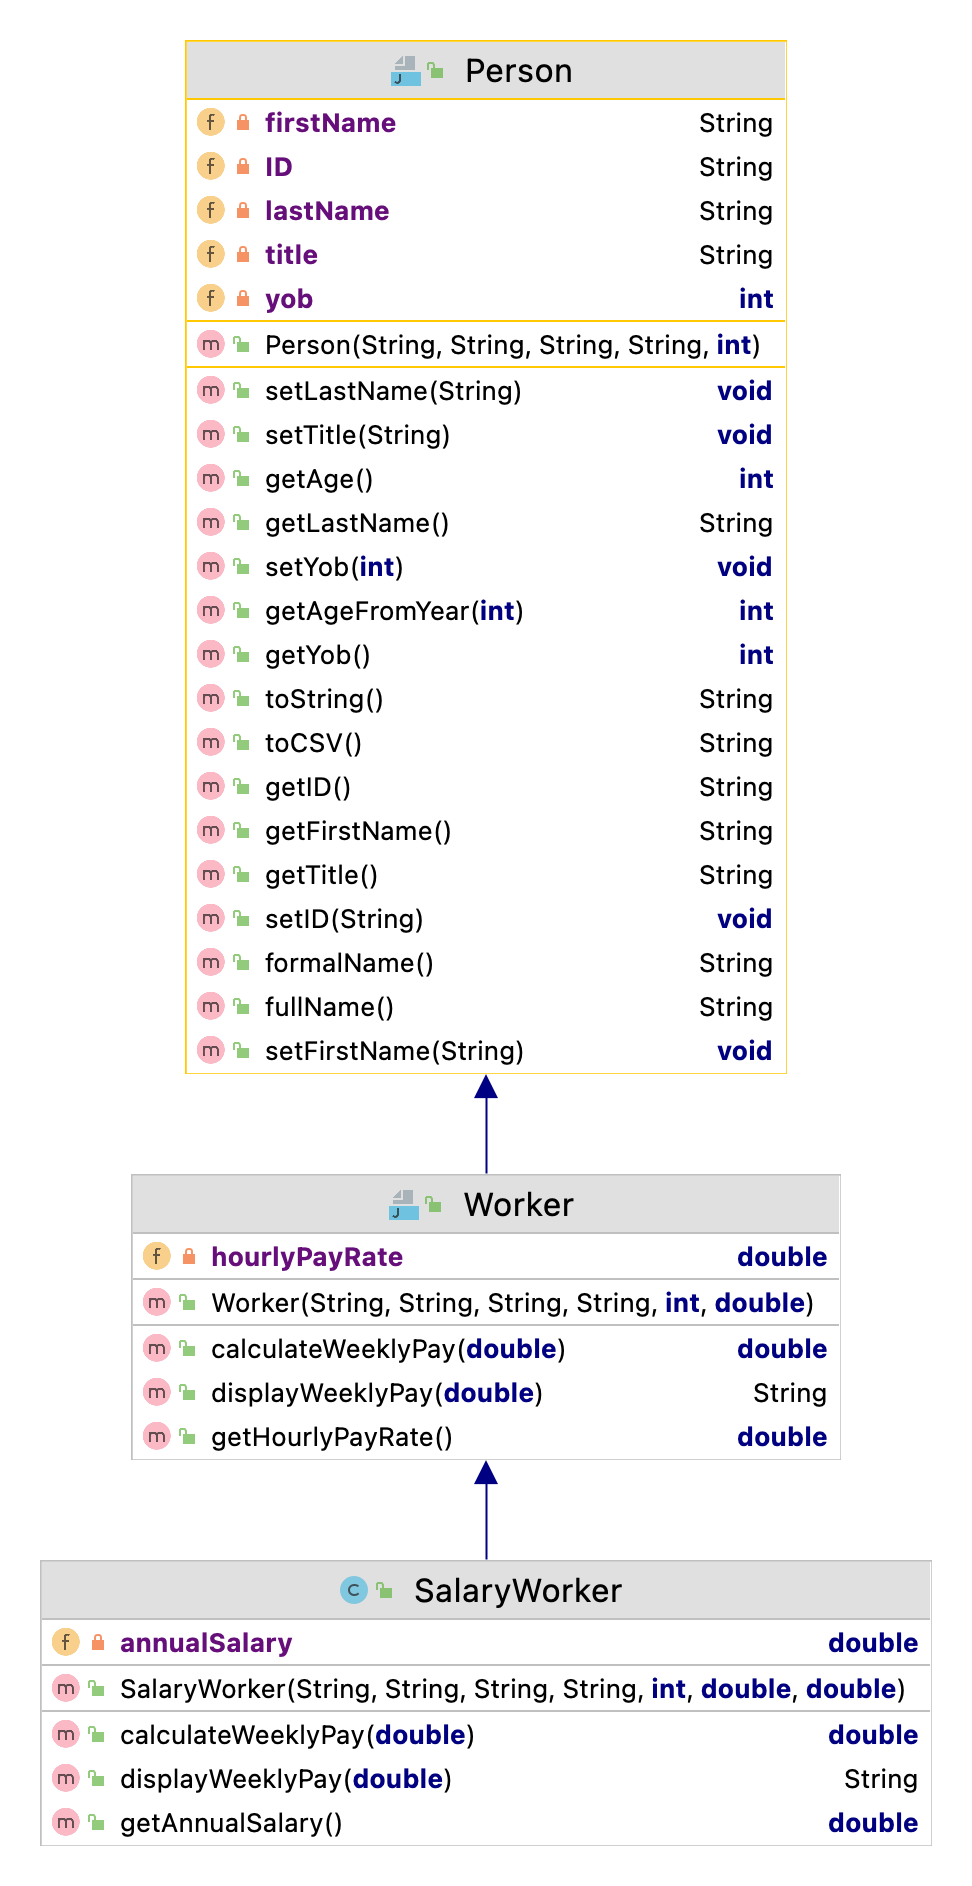 Person
firstName String
ID String
lastName String
title String
yob int
Person(String, String, String, String, int)
setLastName(String) void
setTitle(String) void
getAge() int
getLastName() String
setYob(int) void
getAgeFromYear(int) int
getYob() int
toString() String
toCSV() String
getID() String
getFirstName() String
getTitle() String
setID(String) void
formalName() String
fullName() String
setFirstName(String) void
Worker
hourlyPayRate double
Worker(String, String, String, String, int, double)
calculateWeeklyPay(double) double
displayWeeklyPay(double) String
getHourlyPayRate() double
SalaryWorker
annualSalary double
SalaryWorker(String, String, String, String, int, double, double)
calculateWeeklyPay(double) double
displayWeeklyPay(double) String
getAnnualSalary() double